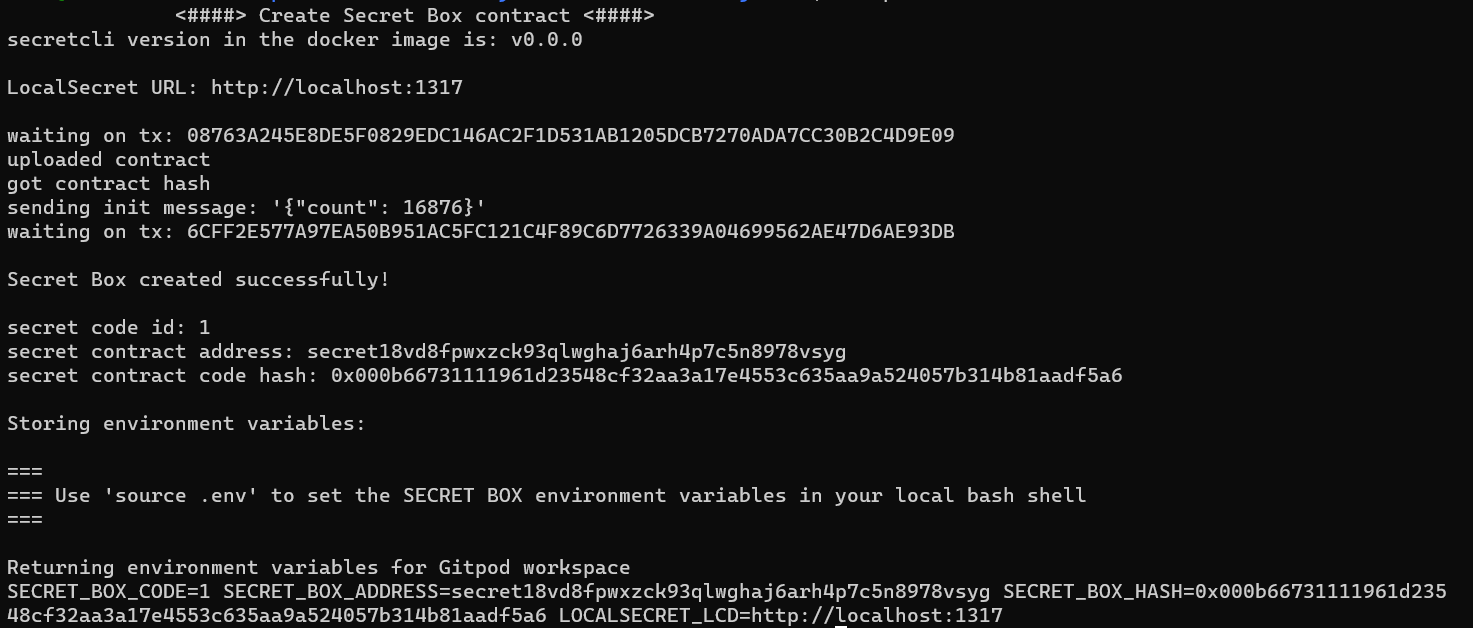 <####> Create Secret Box contract <####>
secretcli version in the docker image is: v0.0.0
LocalSecret URL: http://localhost:1317
waiting on tx: 08763A245E8DE5F0829EDC146AC2F1D531AB1205DCB7270ADA7CC30B2C4D9E09
uploaded contract
got contract hash
sending init message: '{"count": 16876}'
waiting on tx: 6CFF2E577A97EA50B951AC5FC121C4F89C6D7726339A04699562AE47D6AE93DB
Secret Box created successfully!
secret code id: 1
secret contract address: secret18vd8fpwxzck93qlwghaj6arh4p7c5n8978vsyg
secret contract code hash: 0x000b66731111961d23548cf32aa3a17e4553c635aa9a524057b314b81aadf5a6
Storing environment variables:
===
=== Use 'source .env' to set the SECRET BOX environment variables in your local bash shell
===
Returning environment variables for Gitpod workspace
SECRET_BOX_CODE=1 SECRET_BOX_ADDRESS=secret18vd8fpwxzck93qlwghaj6arh4p7c5n8978vsyg SECRET_BOX_HASH=0x000b66731111961d235
48cf32aa3a17e4553c635aa9a524057b314b81aadf5a6 LOCALSECRET_LCD=http://localhost:1317